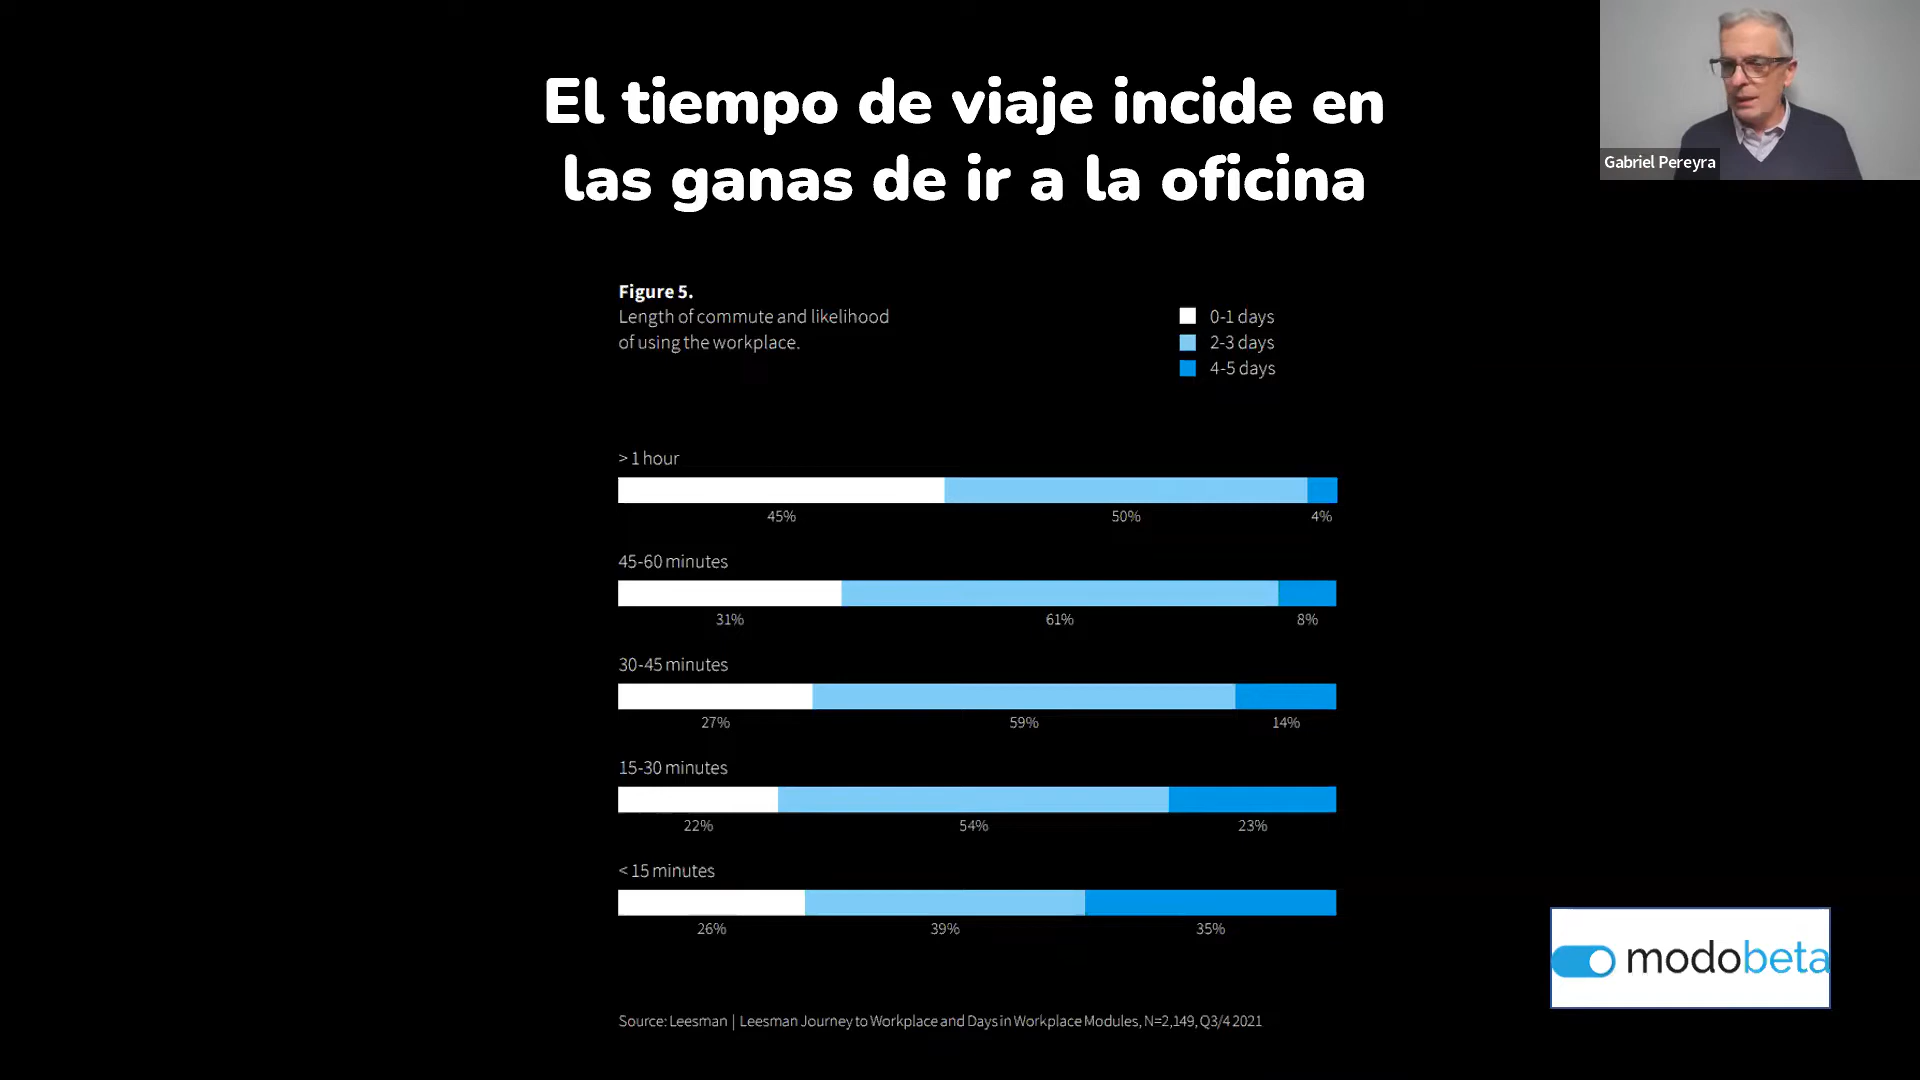 El tiempo de viaje incide en
las ganas de ir a la oficina
Gabriel Pereyra
Figure 5.
Length of commute and likelihood
of using the workplace.
0-1 days
2-3 days
4-5 days
> 1 hour
45% 50% 4%
45-60 minutes
31% 61% 8%
30-45 minutes
27% 59% 14%
15-30 minutes
22% 54% 23%
< 15 minutes
26% 39% 35%
modobeta
Source: Leesman | Leesman Journey to Workplace and Days in Workplace Modules, N=2,149, Q3/4 2021